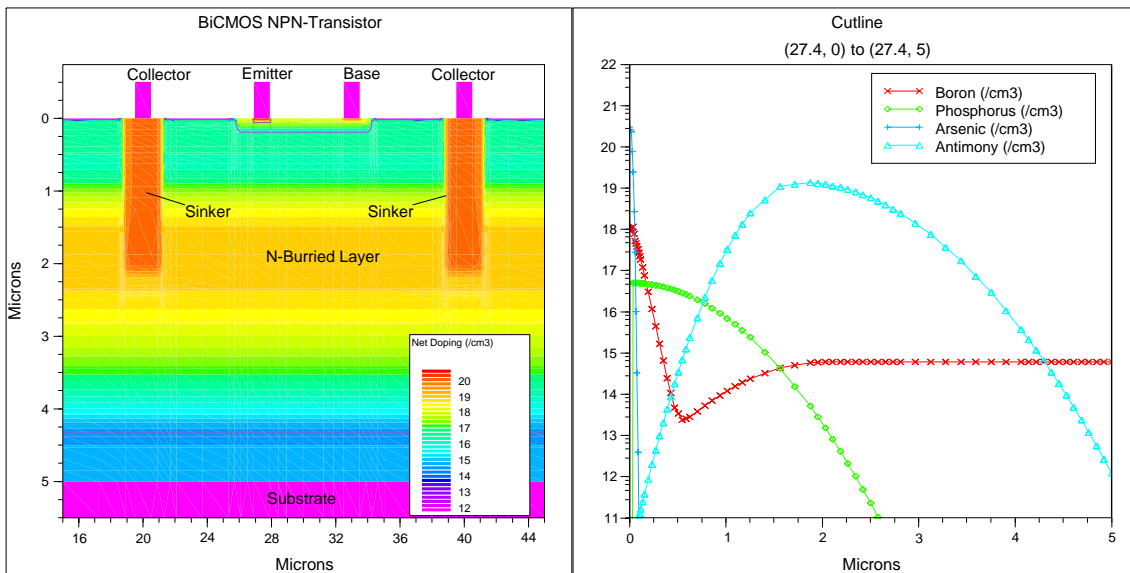 BiCMOS NPN-Transistor
Collector Emitter Base Collector
0
1
2
3
4
5
Microns
Sinker
Sinker
N-Burried Layer
Net Doping (/cm3)
20
19
18
17
16
15
14
13
12
Substrate
16 20 24 28 32 36 40 44
Microns
Cutline
(27.4, 0) to (27.4, 5)
22
21
20
19
18
17
16
15
14
13
12
11
Boron (/cm3)
Phosphorus (/cm3)
Arsenic (/cm3)
Antimony (/cm3)
0 1 2 3 4 5
Microns